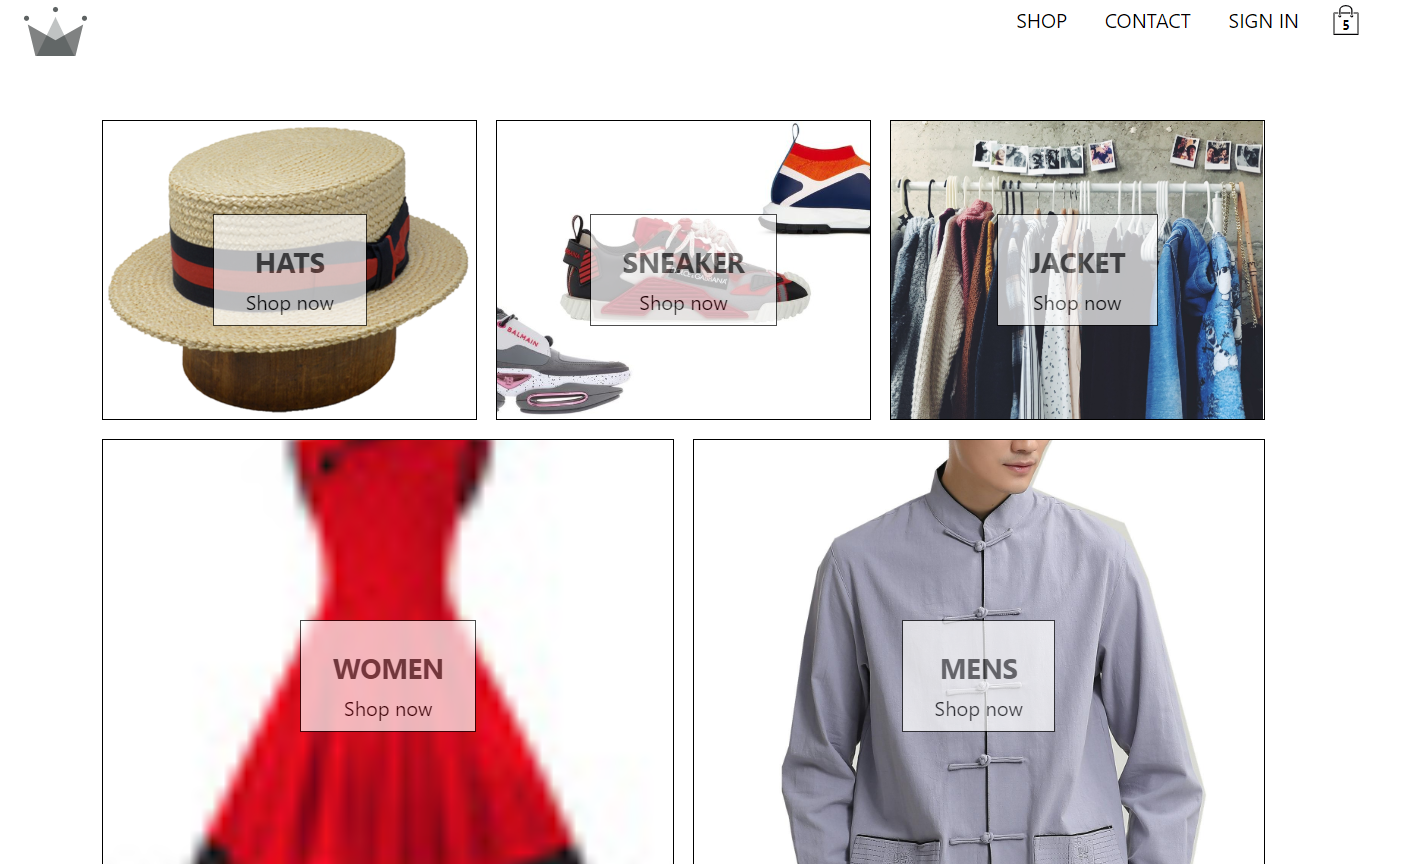 SHOP CONTACT SIGN IN 5
HATS
Shop now
SNEAKER
Shop now
BALMAIN
JACKET
Shop now
WOMEN
Shop now
MENS
Shop now